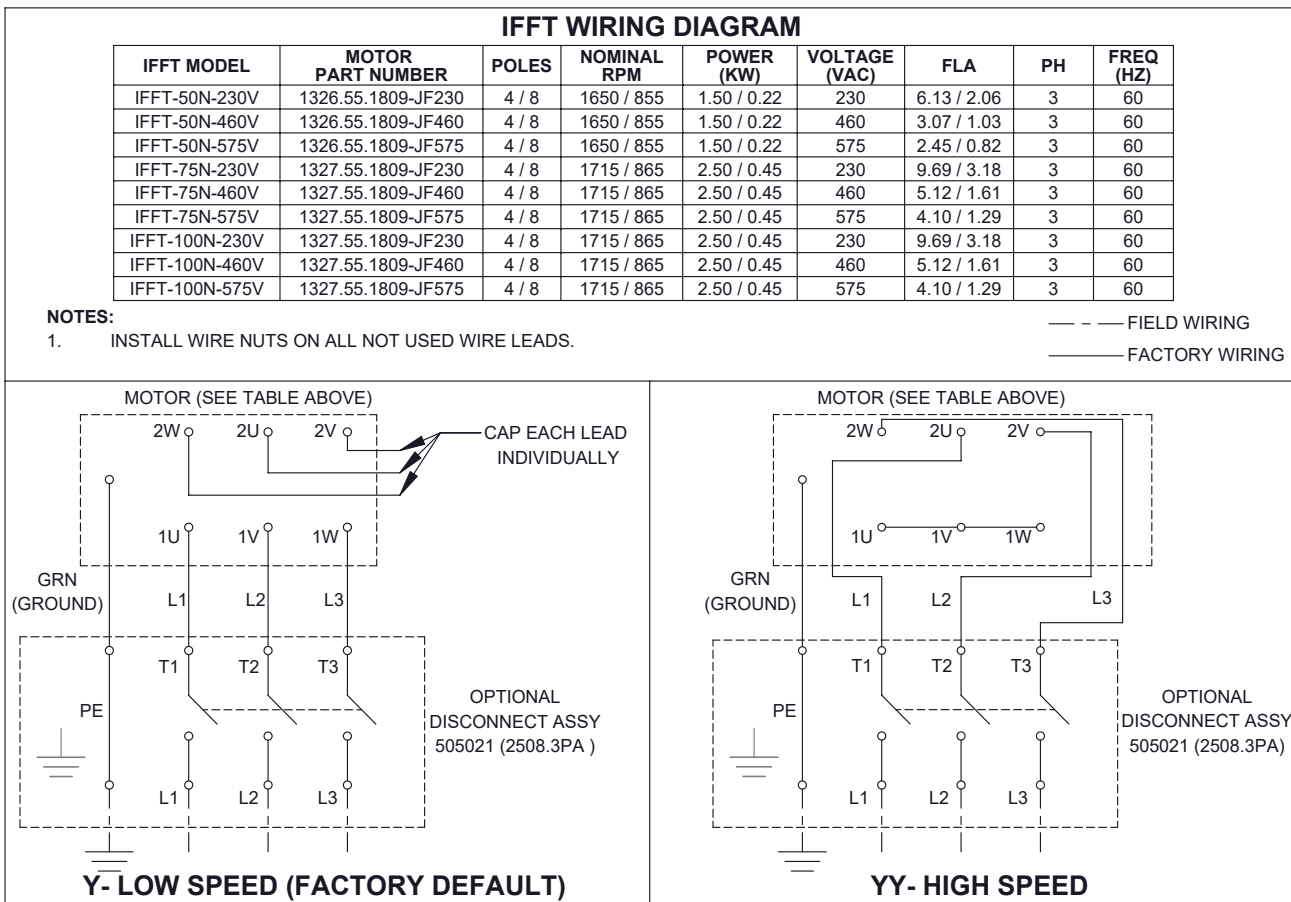 IFFT WIRING DIAGRAM
IFFT MODEL MOTOR PART NUMBER POLES NOMINAL RPM POWER (KW) VOLTAGE (VAC) FLA PH FREQ (HZ)
IFFT-50N-230V 1326.55.1809-JF230 4 / 8 1650 / 855 1.50 / 0.22 230 6.13 / 2.06 3 60
IFFT-50N-460V 1326.55.1809-JF460 4 / 8 1650 / 855 1.50 / 0.22 460 3.07 / 1.03 3 60
IFFT-50N-575V 1326.55.1809-JF575 4 / 8 1650 / 855 1.50 / 0.22 575 2.45 / 0.82 3 60
IFFT-75N-230V 1327.55.1809-JF230 4 / 8 1715 / 865 2.50 / 0.45 230 9.69 / 3.18 3 60
IFFT-75N-460V 1327.55.1809-JF460 4 / 8 1715 / 865 2.50 / 0.45 460 5.12 / 1.61 3 60
IFFT-75N-575V 1327.55.1809-JF575 4 / 8 1715 / 865 2.50 / 0.45 575 4.10 / 1.29 3 60
IFFT-100N-230V 1327.55.1809-JF230 4 / 8 1715 / 865 2.50 / 0.45 230 9.69 / 3.18 3 60
IFFT-100N-460V 1327.55.1809-JF460 4 / 8 1715 / 865 2.50 / 0.45 460 5.12 / 1.61 3 60
IFFT-100N-575V 1327.55.1809-JF575 4 / 8 1715 / 865 2.50 / 0.45 575 4.10 / 1.29 3 60
NOTES:
1. INSTALL WIRE NUTS ON ALL NOT USED WIRE LEADS.
FIELD WIRING
FACTORY WIRING
MOTOR (SEE TABLE ABOVE)
2W 2U 2V
CAP EACH LEAD
INDIVIDUALLY
1U 1V 1W
GRN
(GROUND)
L1 L2 L3
T1 T2 T3
PE
OPTIONAL
DISCONNECT ASSY
505021 (2508.3PA )
L1 L2 L3
Y- LOW SPEED (FACTORY DEFAULT)
MOTOR (SEE TABLE ABOVE)
2W 2U 2V
1U 1V 1W
GRN
(GROUND)
L1 L2 L3
T1 T2 T3
PE
OPTIONAL
DISCONNECT ASSY
505021 (2508.3PA)
L1 L2 L3
YY- HIGH SPEED